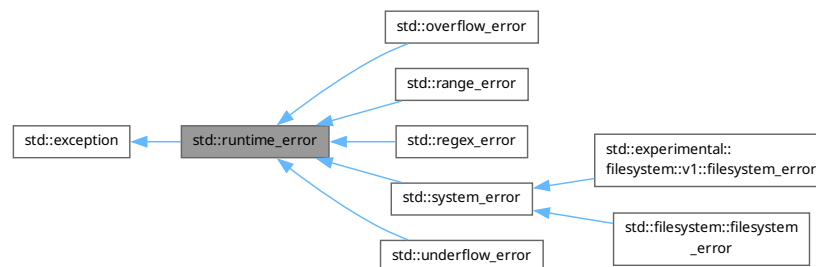 std::overflow_error
std::range_error
std::exception
std::runtime_error
std::regex_error
std::experimental::
filesystem::v1::filesystem_error
std::system_error
std::filesystem::filesystem
_error
std::underflow_error